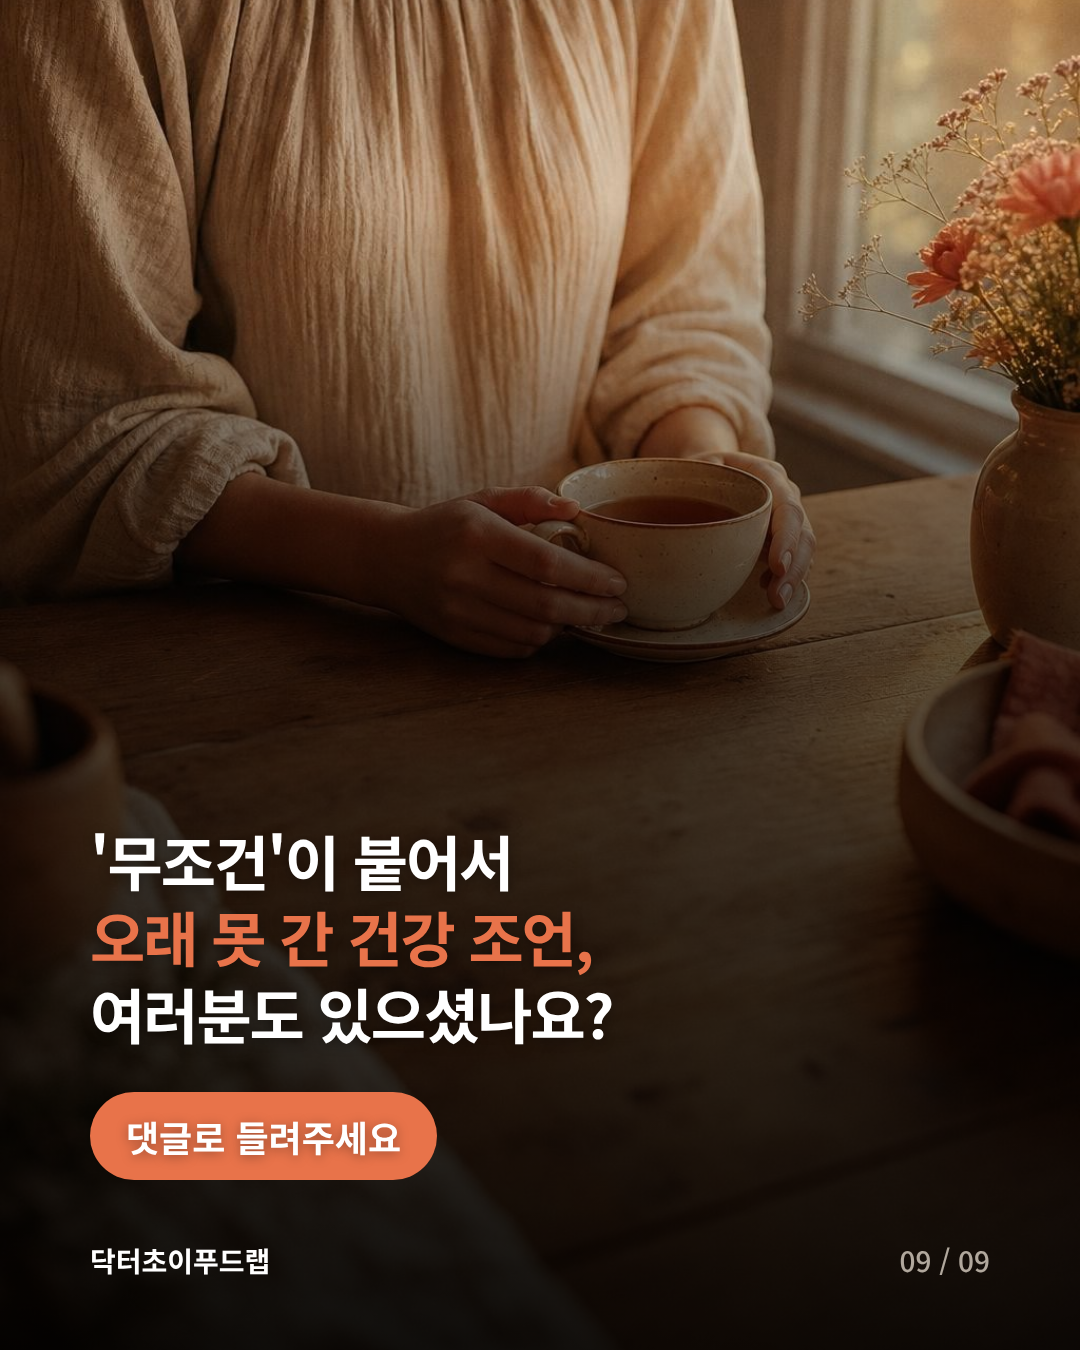 '무조건'이 붙어서
오래 못 간 건강 조언,
여러분도 있으셨나요?
댓글로 들려주세요
닥터초이푸드랩
09 / 09